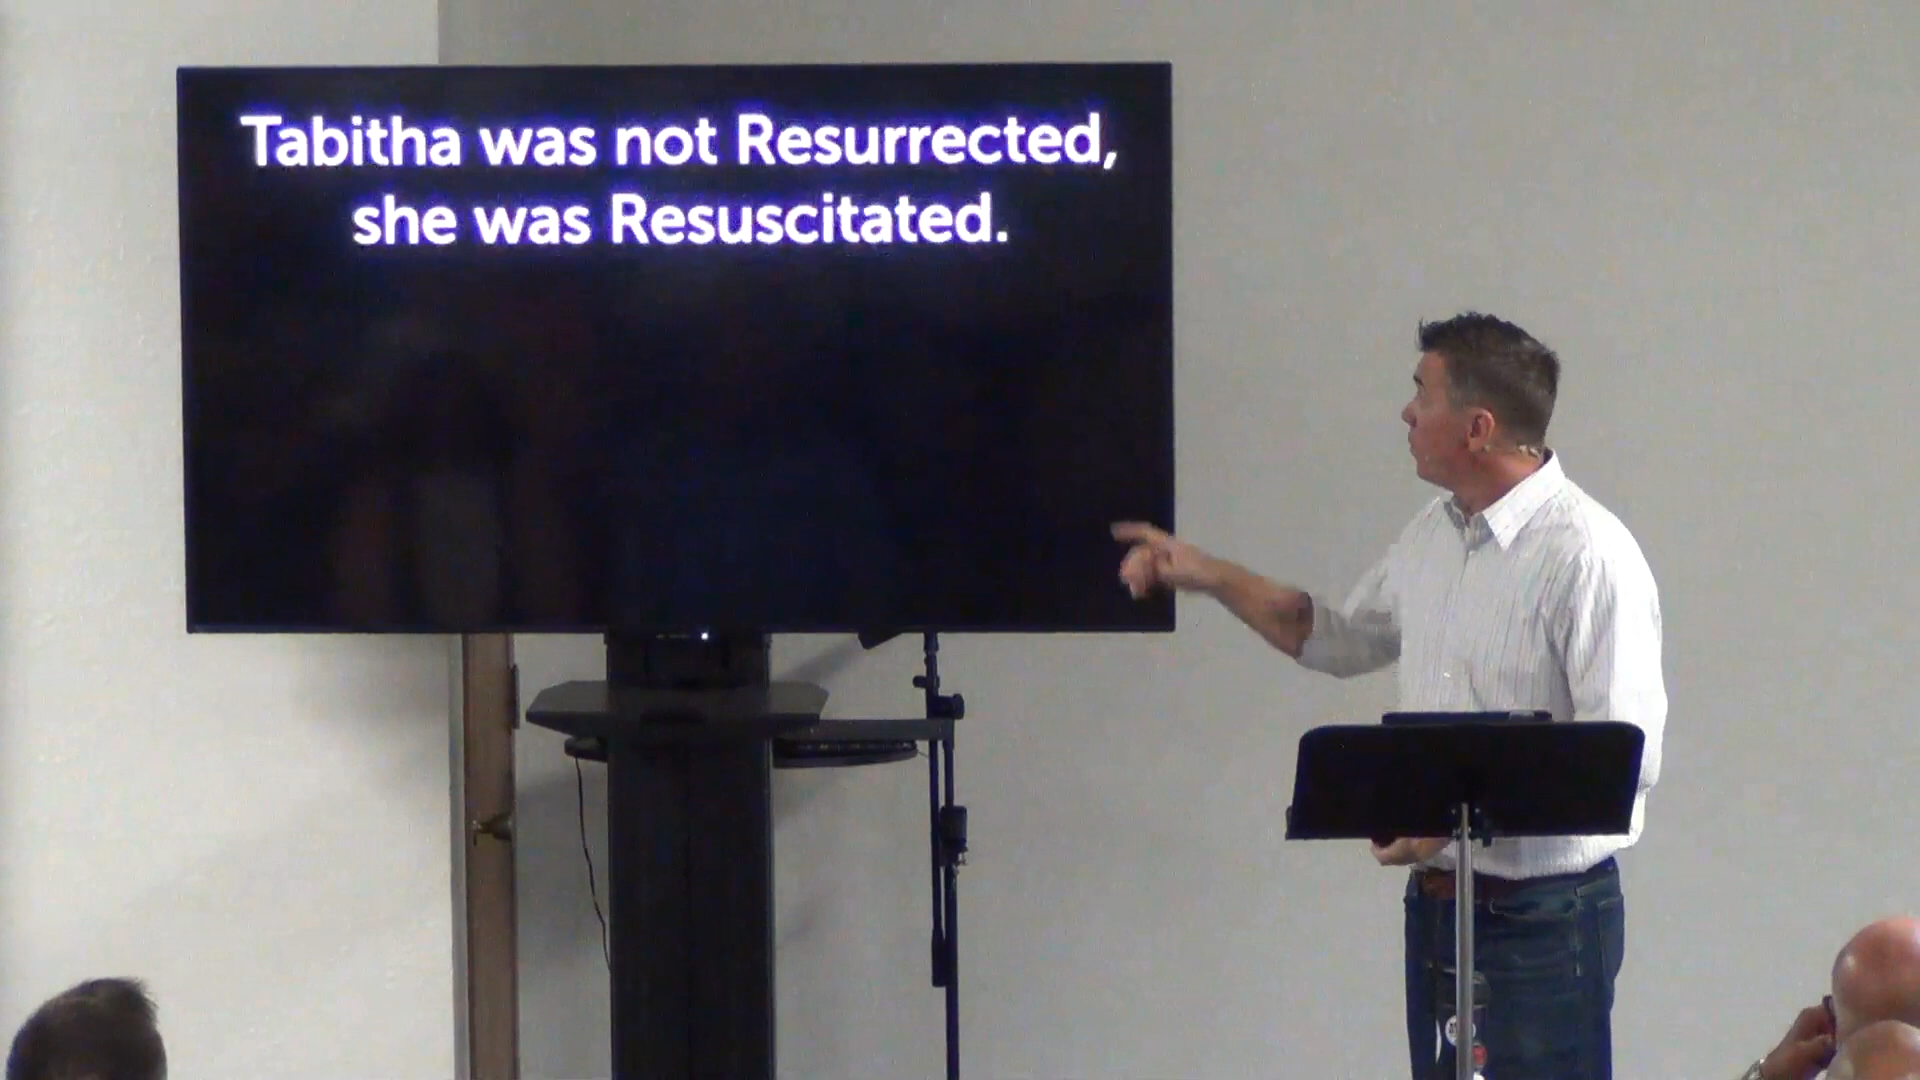 Tabitha was not Resurrected,
she was Resuscitated.